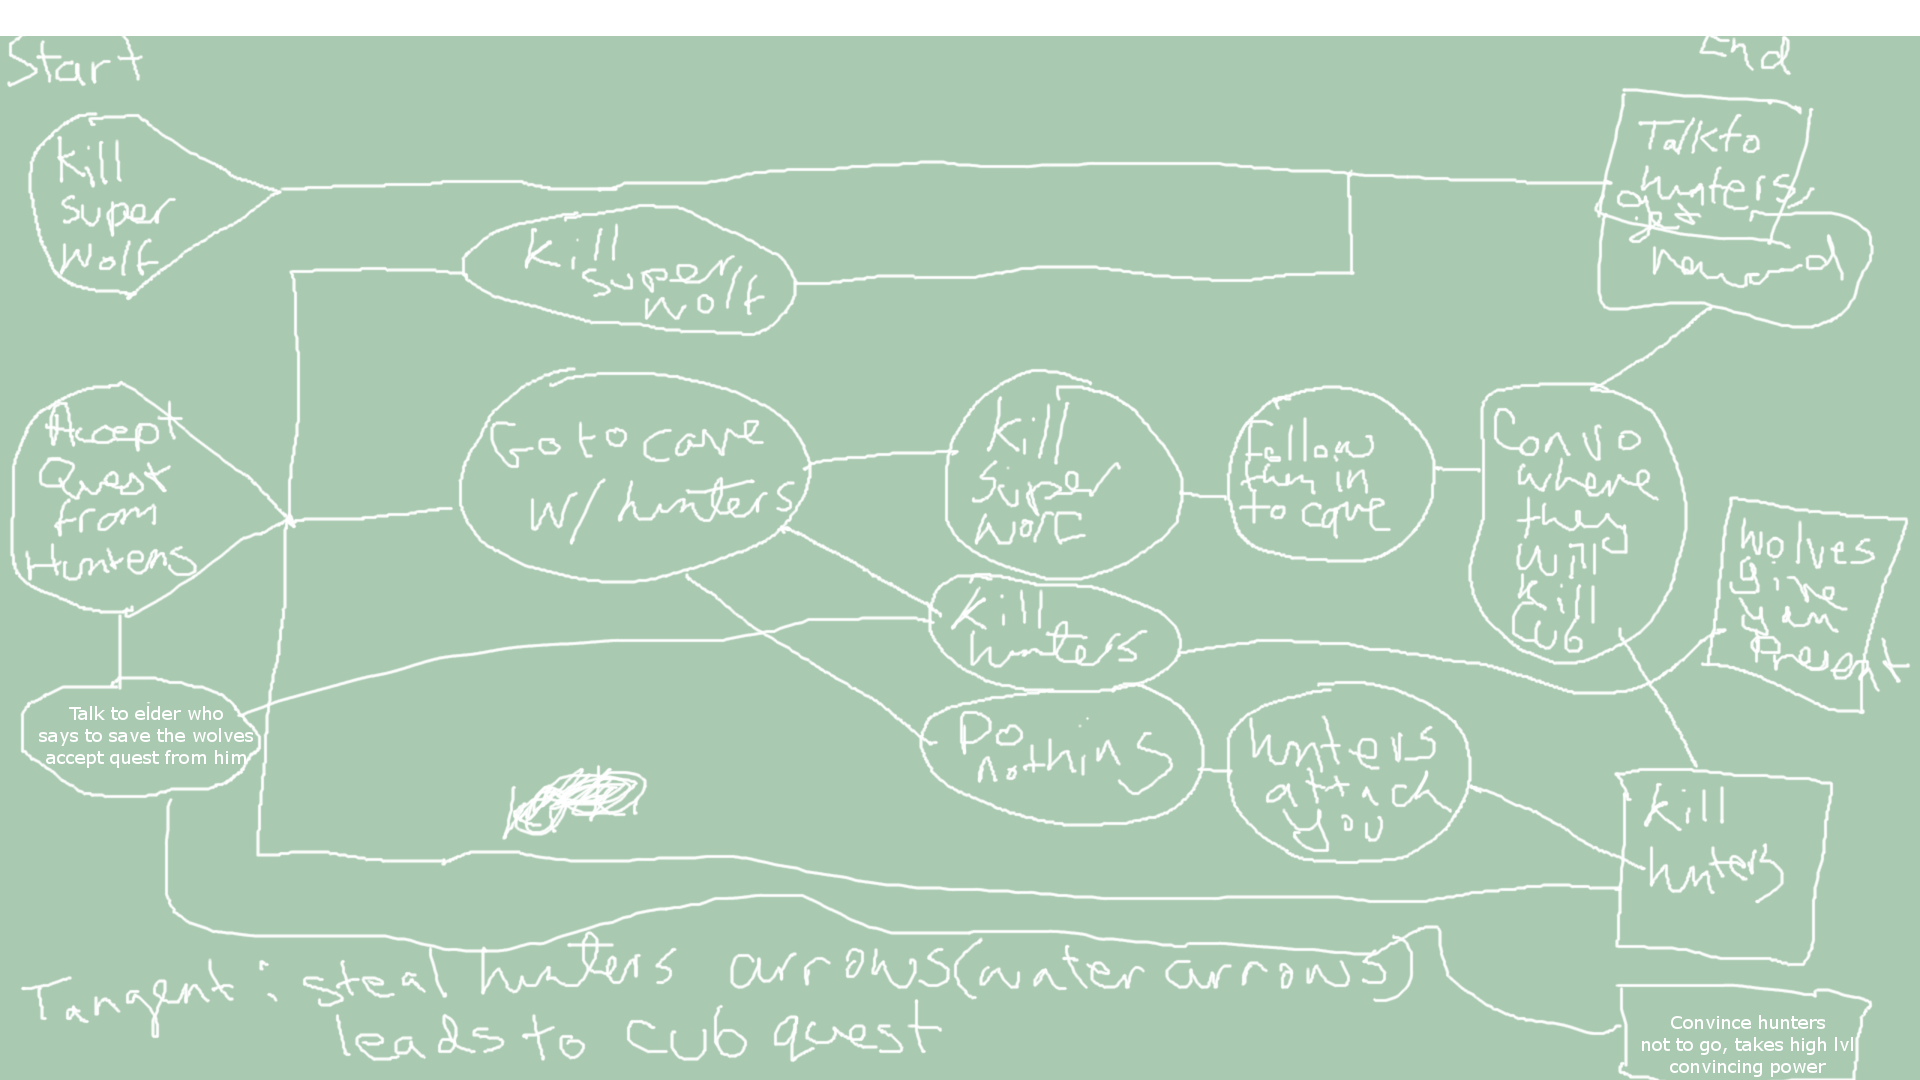 Start
End
Kill
super
wolf
Talk to
hunters,
get
reward
Kill
super
wolf
Accept
Quest
from
Hunters
Go to cave
w/ hunters
Kill
super
wolf
Follow
them in
to cave
Convo
where
they
will
kill
cub
Wolves
give
you
present
Kill
hunters
Talk to elder who
says to save the wolves
accept quest from him
Do
nothing
hunters
attack
you
Kill
hunters
Tangent: steal hunters arrows (water arrows)
leads to cub quest
Convince hunters
not to go, takes high lvl
convincing power